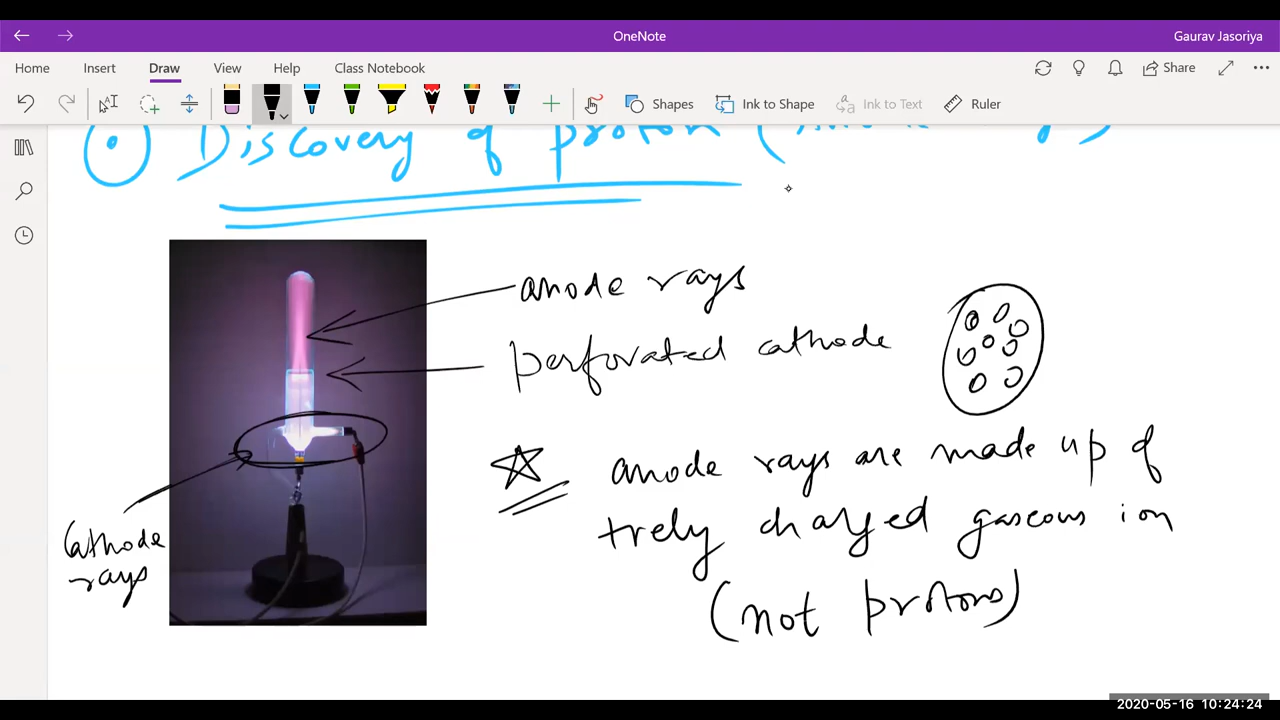 OneNote
Gaurav Jasoriya
Home Insert Draw View Help Class Notebook
Share
Shapes Ink to Shape Ink to Text Ruler
Discovery of proton (
anode rays
perforated cathode
anode rays are made up of
+vely charged gaseous ion
(not protons)
Cathode
rays
2020-05-16 10:24:24